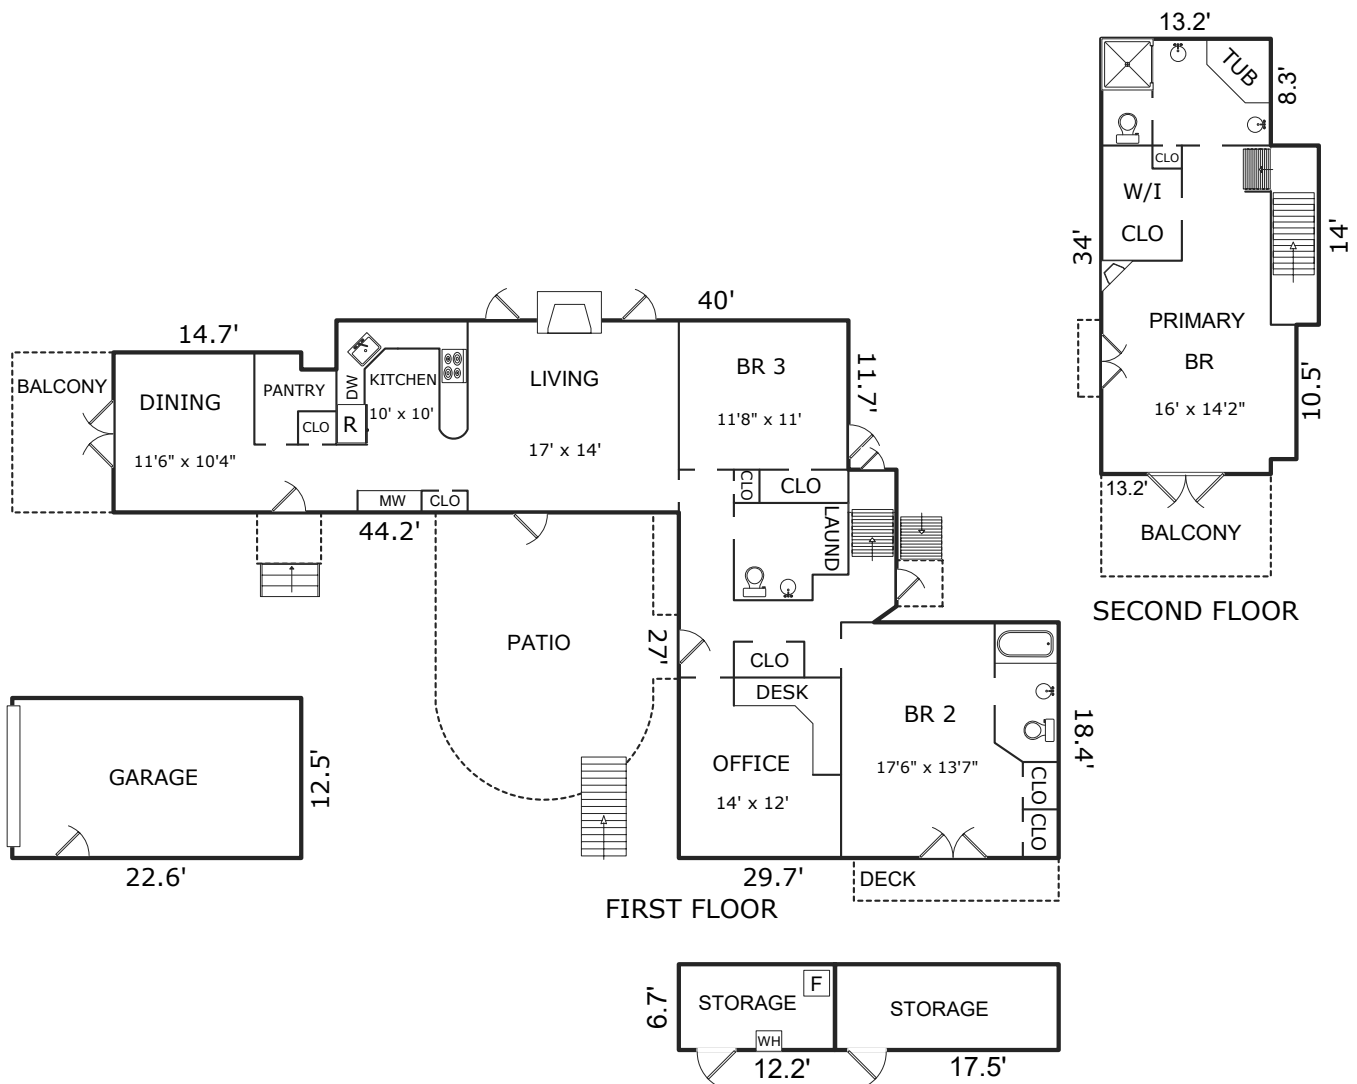 13.2'
TUB
8.3'
CLO
W/I
CLO
34'
14'
PRIMARY
BR
16' x 14'2"
10.5'
13.2'
BALCONY
SECOND FLOOR
40'
14.7'
BALCONY
DINING
11'6" x 10'4"
PANTRY
CLO
DW
KITCHEN
10' x 10'
R
LIVING
17' x 14'
BR 3
11'8" x 11'
11.7'
MW
CLO
44.2'
CLO
CLO
LAUND
PATIO
27'
CLO
DESK
OFFICE
14' x 12'
BR 2
17'6" x 13'7"
CLO
CLO
18.4'
GARAGE
12.5'
22.6'
29.7'
DECK
FIRST FLOOR
6.7'
STORAGE
F
WH
12.2'
STORAGE
17.5'